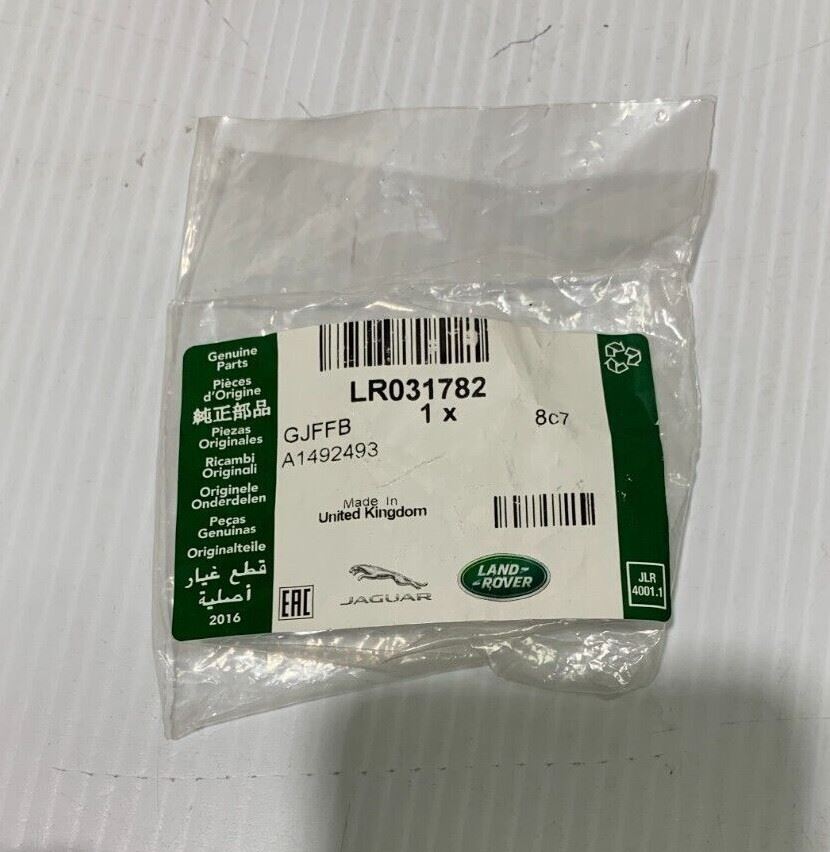 Genuine
Parts
Pièces
d'Origine
純正部品
Piezas
Originales
Ricambi
Originali
Originele
Onderdelen
Peças
Genuínas
Originalteile
قطع غيار
أصلية
2016
LR031782
1 x
GJFFB
8c7
A1492493
Made In
United Kingdom
EAC
JAGUAR
LAND-
-ROVER
JLR
4001.1